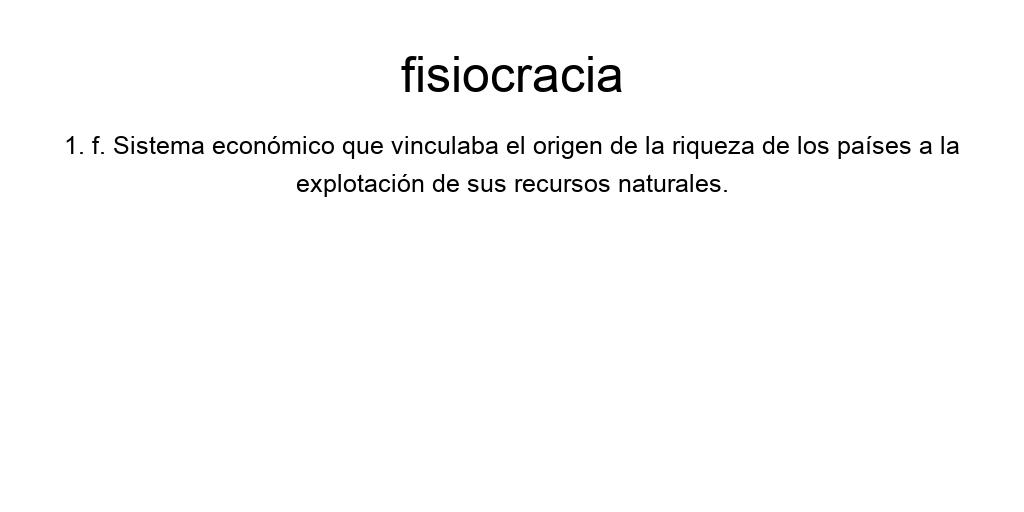 fisiocracia
1. f. Sistema económico que vinculaba el origen de la riqueza de los países a la
explotación de sus recursos naturales.